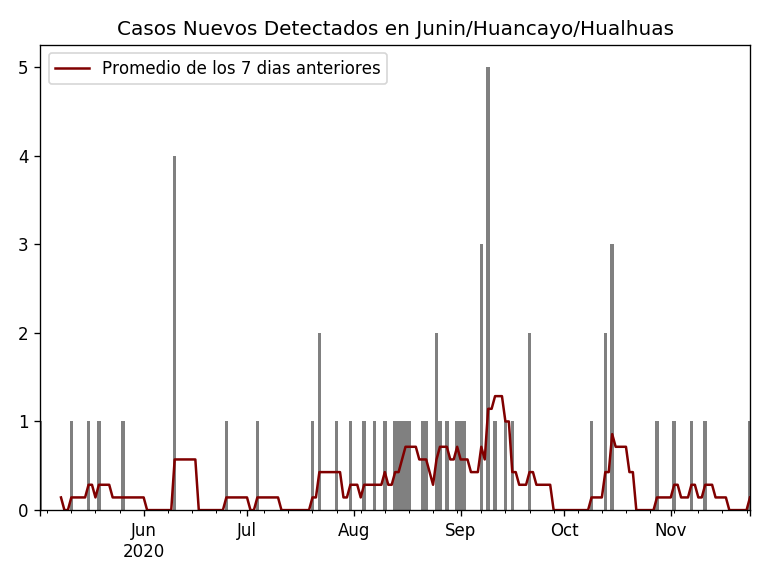 Casos Nuevos Detectados en Junin/Huancayo/Hualhuas
Promedio de los 7 dias anteriores
5
4
3
2
1
0
Jun Jul Aug Sep Oct Nov
2020